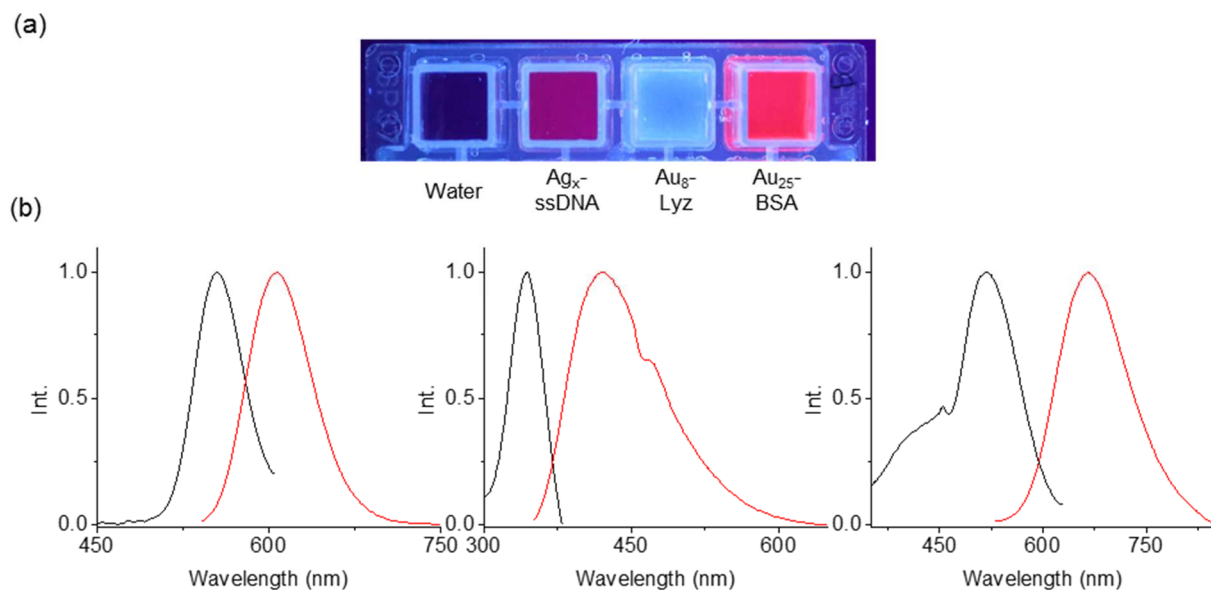 (a)
Water
Agₓ-
ssDNA
Au₈-
Lyz
Au₂₅-
BSA
(b)
1.0
0.5
0.0
Int.
450
600
750
Wavelength (nm)
1.0
0.5
0.0
Int.
300
450
600
Wavelength (nm)
1.0
0.5
0.0
Int.
450
600
750
Wavelength (nm)